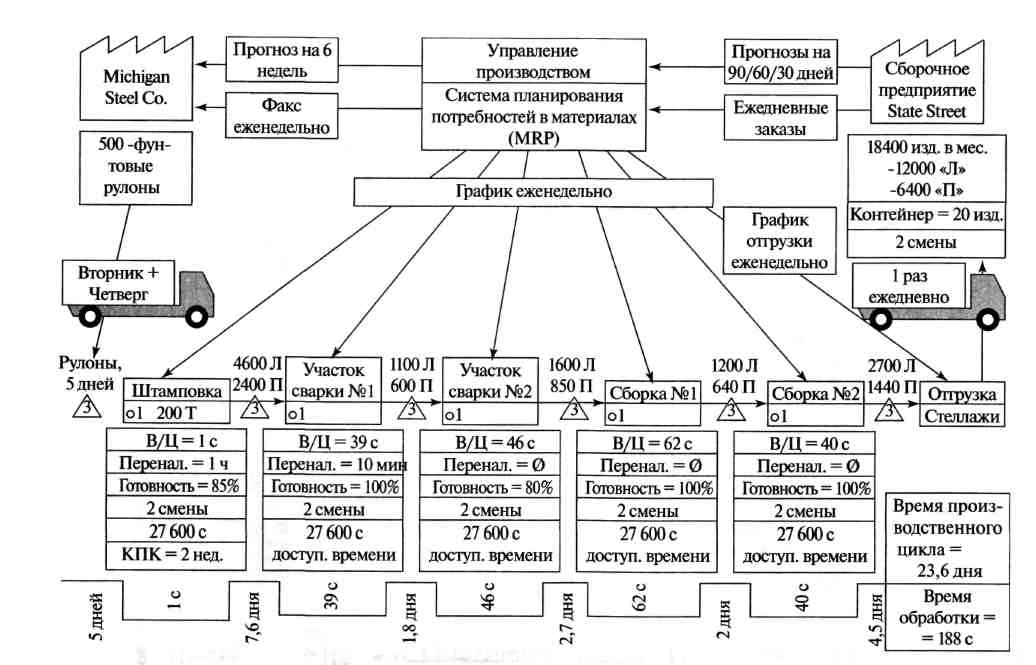 Michigan
Steel Co.
Прогноз на 6
недель
Факс
еженедельно
Управление
производством
Система планирования
потребностей в материалах
(MRP)
Прогнозы на
90/60/30 дней
Ежедневные
заказы
Сборочное
предприятие
State Street
500 -фун-
товые
рулоны
18400 изд. в мес.
-12000 «Л»
-6400 «П»
Контейнер = 20 изд.
2 смены
График еженедельно
График
отгрузки
еженедельно
Вторник +
Четверг
1 раз
ежедневно
Рулоны,
5 дней
З
Штамповка
1 200 Т
4600 Л
2400 П
З
Участок
сварки №1
1
1100 Л
600 П
З
Участок
сварки №2
1
1600 Л
850 П
З
Сборка №1
1
1200 Л
640 П
З
Сборка №2
1
2700 Л
1440 П
З
Отгрузка
Стеллажи
В/Ц = 1 с
Перенал. = 1 ч
Готовность = 85%
2 смены
27 600 с
КПК = 2 нед.
В/Ц = 39 с
Перенал. = 10 мин
Готовность = 100%
2 смены
27 600 с
доступ. времени
В/Ц = 46 с
Перенал. = Ø
Готовность = 80%
2 смены
27 600 с
доступ. времени
В/Ц = 62 с
Перенал. = Ø
Готовность = 100%
2 смены
27 600 с
доступ. времени
В/Ц = 40 с
Перенал. = Ø
Готовность = 100%
2 смены
27 600 с
доступ. времени
Время произ-
водственного
цикла =
23,6 дня
Время
обработки =
= 188 с
5 дней
1 с
7,6 дня
39 с
1,8 дня
46 с
2,7 дня
62 с
2 дня
40 с
4,5 дня